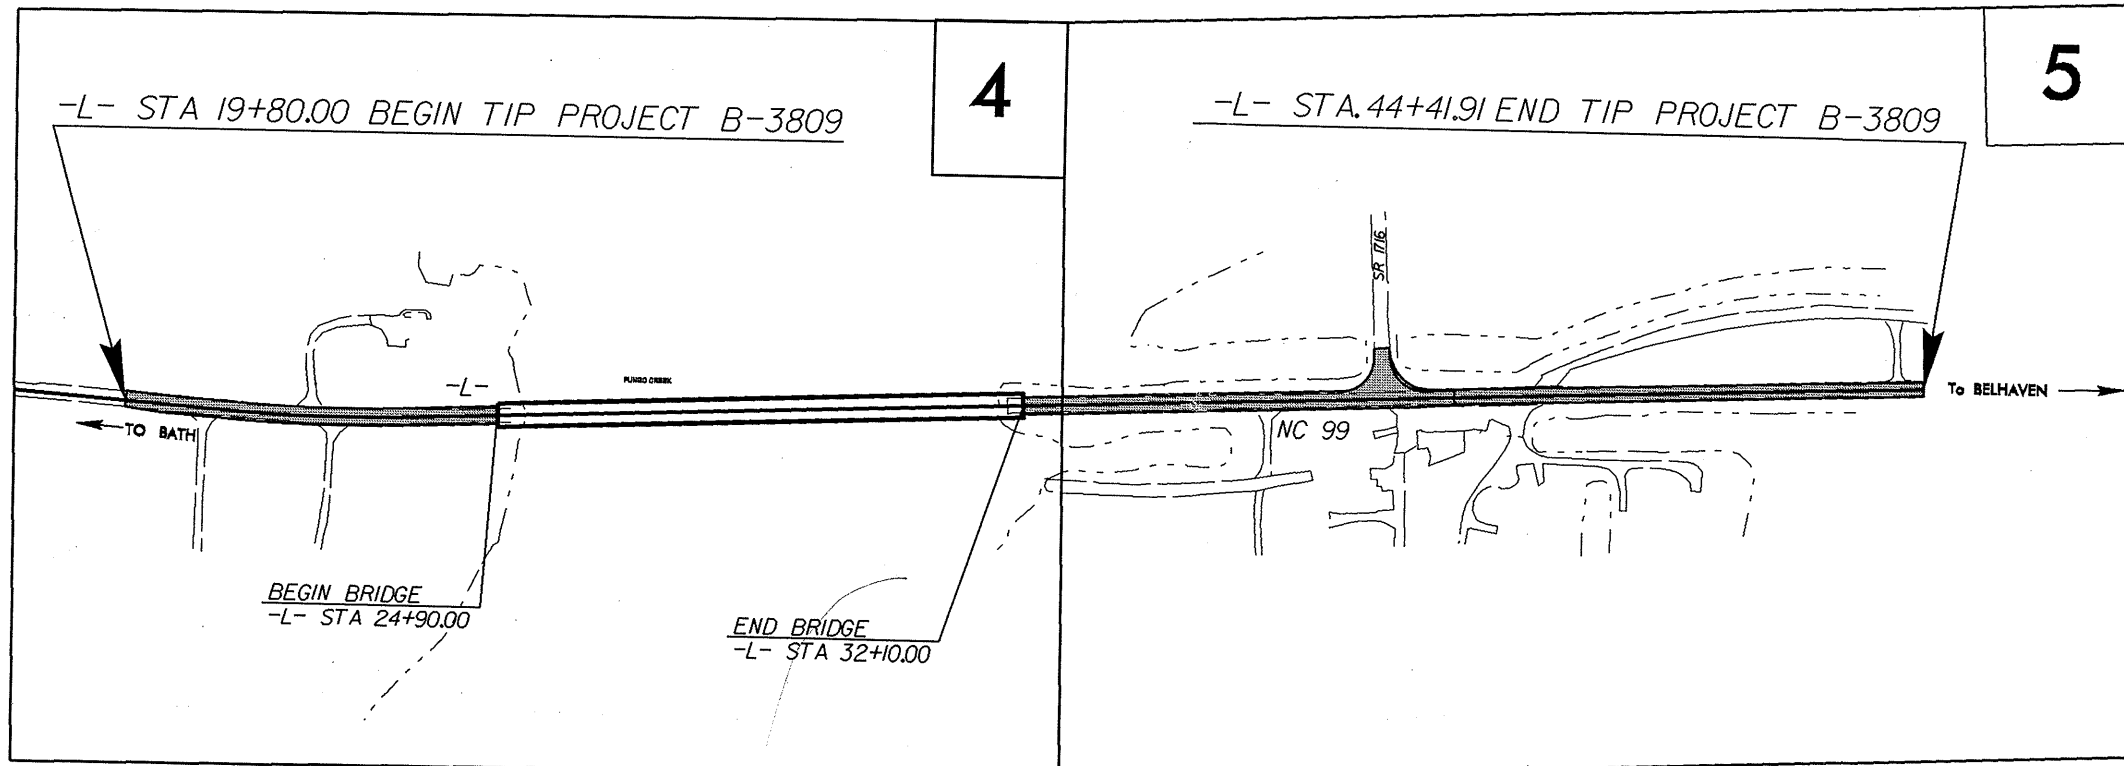 4
5
-L- STA 19+80.00 BEGIN TIP PROJECT B-3809
-L- STA. 44+41.91 END TIP PROJECT B-3809
SR 1716
-L-
PUNGO CREEK
To BELHAVEN
TO BATH
NC 99
BEGIN BRIDGE
-L- STA 24+90.00
END BRIDGE
-L- STA 32+10.00